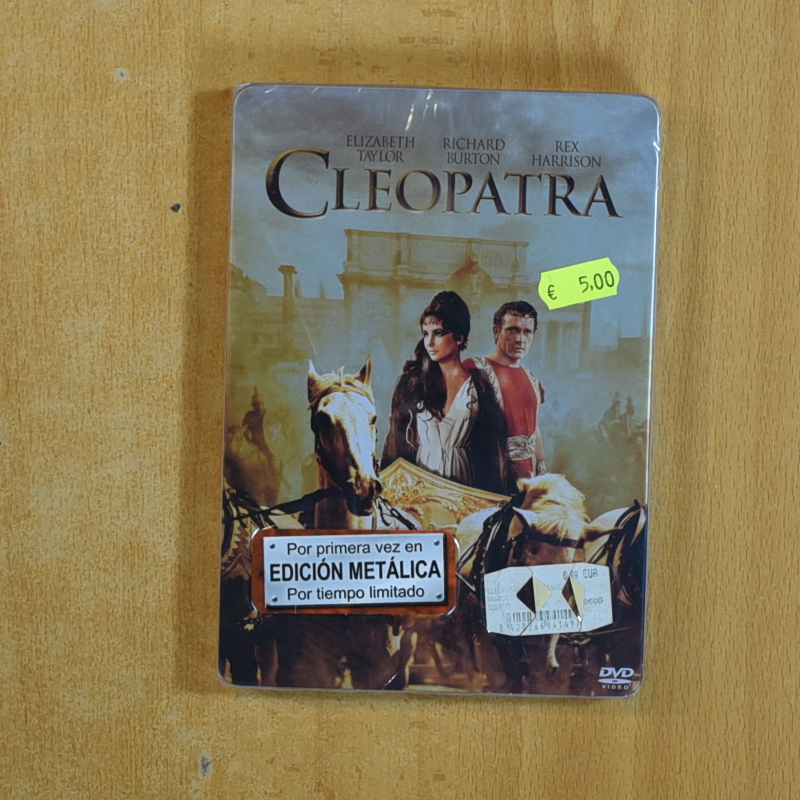 ELIZABETH TAYLOR
RICHARD BURTON
REX HARRISON
CLEOPATRA
€ 5,00
Por primera vez en
EDICIÓN METÁLICA
Por tiempo limitado
EUR
DVD
VIDEO